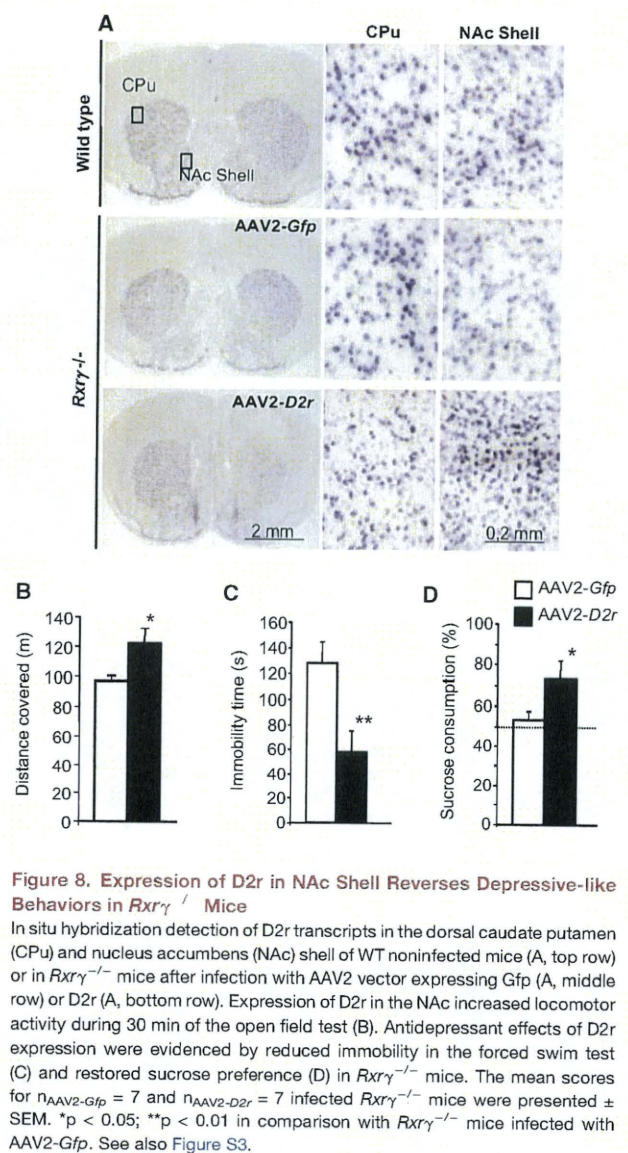 A
CPu NAc Shell
Wild type
CPu
NAc Shell
Rxrγ-/-
AAV2-Gfp
AAV2-D2r
2 mm
0,2 mm
B
Distance covered (m)
140
120
100
80
60
40
20
0
*
C
Immobility time (s)
160
140
120
100
80
60
40
20
0
**
D
AAV2-Gfp
AAV2-D2r
Sucrose consumption (%)
100
80
60
40
20
0
*
Figure 8. Expression of D2r in NAc Shell Reverses Depressive-like
Behaviors in Rxrγ / Mice
In situ hybridization detection of D2r transcripts in the dorsal caudate putamen
(CPu) and nucleus accumbens (NAc) shell of WT noninfected mice (A, top row)
or in Rxrγ−/− mice after infection with AAV2 vector expressing Gfp (A, middle
row) or D2r (A, bottom row). Expression of D2r in the NAc increased locomotor
activity during 30 min of the open field test (B). Antidepressant effects of D2r
expression were evidenced by reduced immobility in the forced swim test
(C) and restored sucrose preference (D) in Rxrγ−/− mice. The mean scores
for nAAV2-Gfp = 7 and nAAV2-D2r = 7 infected Rxrγ−/− mice were presented ±
SEM. *p < 0.05; **p < 0.01 in comparison with Rxrγ−/− mice infected with
AAV2-Gfp. See also Figure S3.